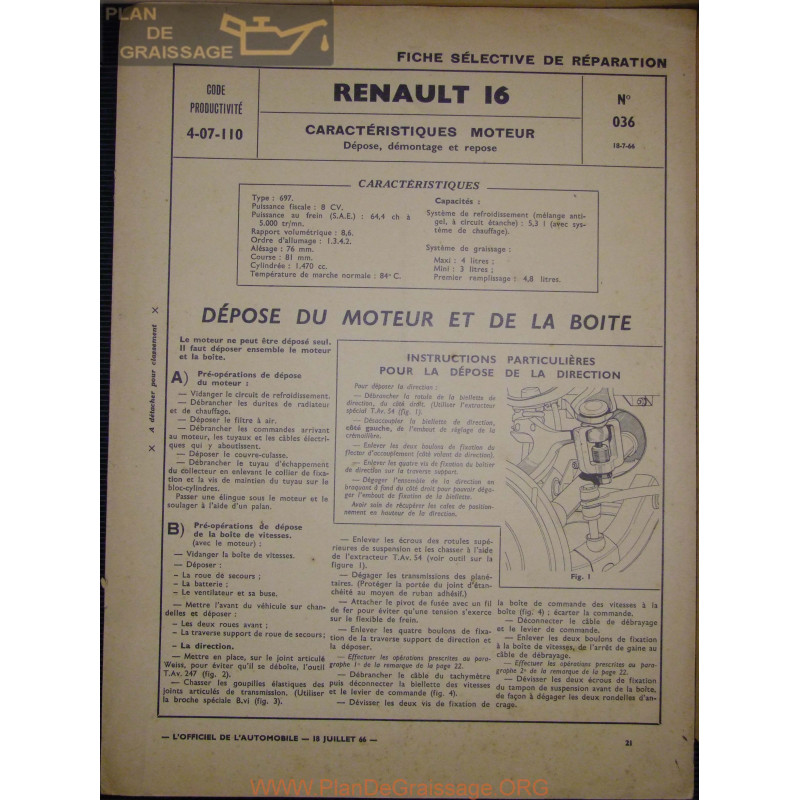 PLAN
DE
GRAISSAGE
FICHE SÉLECTIVE DE RÉPARATION
CODE
PRODUCTIVITÉ
4-07-110
RENAULT 16
CARACTÉRISTIQUES MOTEUR
Dépose, démontage et repose
N°
036
18-7-66
CARACTÉRISTIQUES
Type : 697.
Puissance fiscale : 8 CV.
Puissance au frein (S.A.E.) : 64,4 ch à
5.000 tr/mn.
Rapport volumétrique : 8,6.
Ordre d'allumage : 1.3.4.2.
Alésage : 76 mm.
Course : 81 mm.
Cylindrée : 1.470 cc.
Température de marche normale : 84° C.
Capacités :
Système de refroidissement (mélange anti-
gel, à circuit étanche) : 5,3 l (avec sys-
tème de chauffage).
Système de graissage :
Maxi : 4 litres ;
Mini : 3 litres ;
Premier remplissage : 4,8 litres.
× A détacher pour classement ×
DÉPOSE DU MOTEUR ET DE LA BOITE
Le moteur ne peut être déposé seul.
Il faut déposer ensemble le moteur
et la boîte.
A) Pré-opérations de dépose
du moteur :
— Vidanger le circuit de refroidissement.
— Débrancher les durites de radiateur
et de chauffage.
— Déposer le filtre à air.
— Débrancher les commandes arrivant
au moteur, les tuyaux et les câbles électri-
ques qui y aboutissent.
— Déposer le couvre-culasse.
— Débrancher le tuyau d'échappement
du collecteur en enlevant le collier de fixa-
tion et la vis de maintien du tuyau sur le
bloc-cylindres.
Passer une élingue sous le moteur et le
soulager à l'aide d'un palan.
B) Pré-opérations de dépose
de la boîte de vitesses.
(avec le moteur) :
— Vidanger la boîte de vitesses.
— Déposer :
- La roue de secours ;
- La batterie ;
- Le ventilateur et sa buse.
— Mettre l'avant du véhicule sur chan-
delles et déposer :
- Les deux roues avant ;
- La traverse support de roue de secours ;
- La direction.
— Mettre en place, sur le joint articulé
Weiss, pour éviter qu'il se déboîte, l'outil
T.Av. 247 (fig. 2).
— Chasser les goupilles élastiques des
joints articulés de transmission. (Utiliser
la broche spéciale B.vi (fig. 3).
INSTRUCTIONS PARTICULIÈRES
POUR LA DÉPOSE DE LA DIRECTION
Pour déposer la direction :
— Débrancher la rotule de la biellette de
direction, du côté droit. (Utiliser l'extracteur
spécial T.Av. 54 (fig. 1).
— Désaccoupler la biellette de direction,
côté gauche, de l'embout de réglage de la
crémaillère.
— Enlever les deux boulons de fixation du
flector d'accouplement (côté volant de direction).
— Enlever les quatre vis de fixation du boîtier
de direction sur la traverse support.
— Dégager l'ensemble de la direction en
braquant à fond du côté droit pour pouvoir déga-
ger l'embout de fixation de la biellette.
Avoir soin de récupérer les cales de position-
nement en hauteur de la direction.
Fig. 1
— Enlever les écrous des rotules supé-
rieures de suspension et les chasser à l'aide
de l'extracteur T.Av. 54 (voir outil sur la
figure 1).
— Dégager les transmissions des plané-
taires. (Protéger la portée du joint d'étan-
chéité au moyen de ruban adhésif.)
— Attacher le pivot de fusée avec un fil
de fer pour éviter qu'une tension s'exerce
sur le flexible de frein.
— Enlever les quatre boulons de fixa-
tion de la traverse support de direction et
la déposer.
— Effectuer les opérations prescrites au para-
graphe 1° de la remarque de la page 22.
— Débrancher le câble du tachymètre
puis déconnecter la biellette des vitesses
et le levier de commande (fig. 4).
— Dévisser les deux vis de fixation de
la boîte de commande des vitesses à la
boîte (fig. 4) ; écarter la commande.
— Déconnecter le câble de débrayage
et le levier de commande.
— Enlever les deux boulons de fixation
à la boîte de vitesses, de l'arrêt de gaine au
câble de débrayage.
— Effectuer les opérations prescrites au para-
graphe 2° de la remarque de la page 22.
— Dévisser les deux écrous de fixation
du tampon de suspension avant de la boîte,
de façon à dégager les deux rondelles d'an-
crage.
— L'OFFICIEL DE L'AUTOMOBILE — 18 JUILLET 66 —
21
www.PlanDeGraissage.ORG